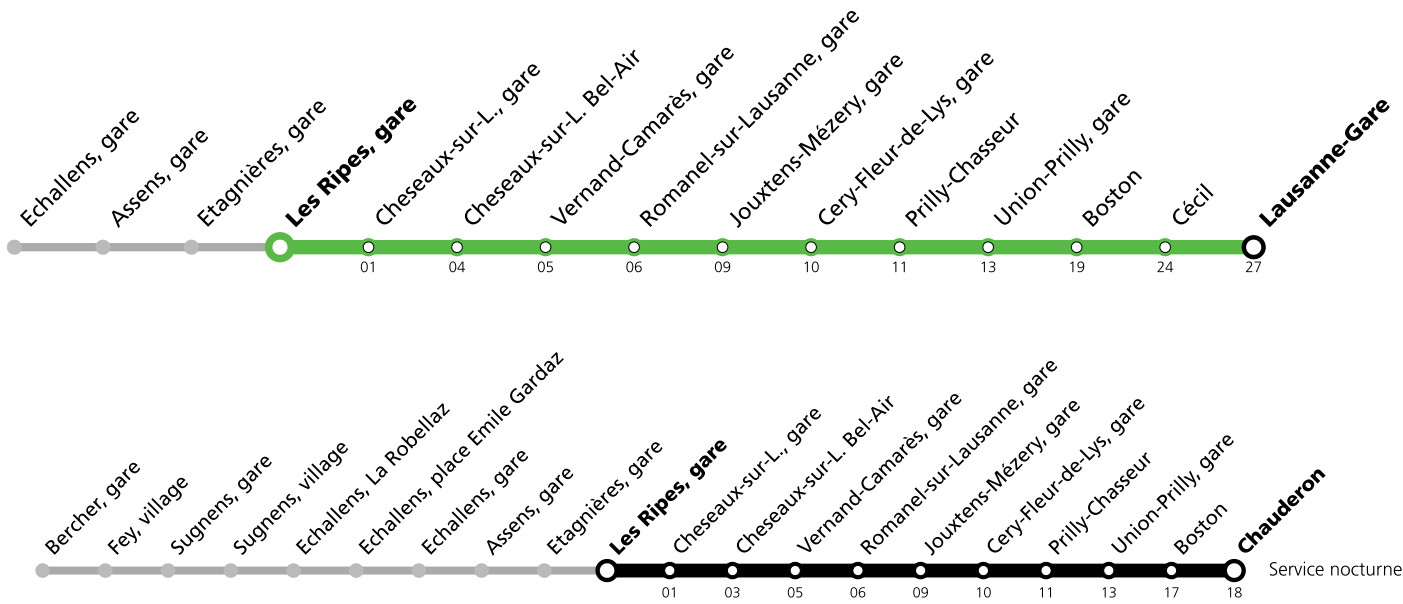 Echallens, gare
Assens, gare
Etagnières, gare
Les Ripes, gare
Cheseaux-sur-L., gare
Cheseaux-sur-L. Bel-Air
Vernand-Camarès, gare
Romanel-sur-Lausanne, gare
Jouxtens-Mézery, gare
Cery-Fleur-de-Lys, gare
Prilly-Chasseur
Union-Prilly, gare
Boston
Cécil
Lausanne-Gare
01 04 05 06 09 10 11 13 19 24 27
Bercher, gare
Fey, village
Sugnens, gare
Sugnens, village
Echallens, La Robellaz
Echallens, place Emile Gardaz
Echallens, gare
Assens, gare
Etagnières, gare
Les Ripes, gare
Cheseaux-sur-L., gare
Cheseaux-sur-L. Bel-Air
Vernand-Camarès, gare
Romanel-sur-Lausanne, gare
Jouxtens-Mézery, gare
Cery-Fleur-de-Lys, gare
Prilly-Chasseur
Union-Prilly, gare
Boston
Chauderon
Service nocturne
01 03 05 06 09 10 11 13 17 18